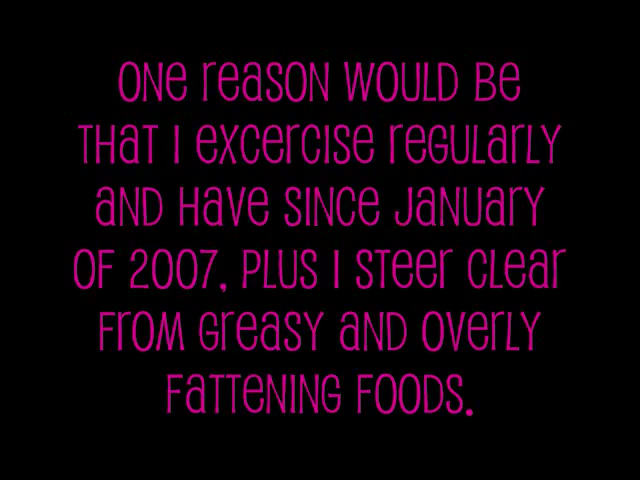 One reason would be
that I excercise regularly
and have since January
of 2007, plus I steer clear
from greasy and overly
fattening foods.